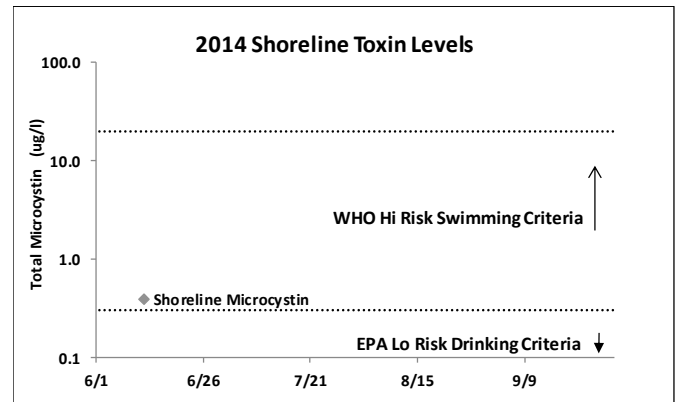 2014 Shoreline Toxin Levels
100.0
10.0
1.0
0.1
Total Microcystin (ug/l)
WHO Hi Risk Swimming Criteria
Shoreline Microcystin
EPA Lo Risk Drinking Criteria
6/1 6/26 7/21 8/15 9/9